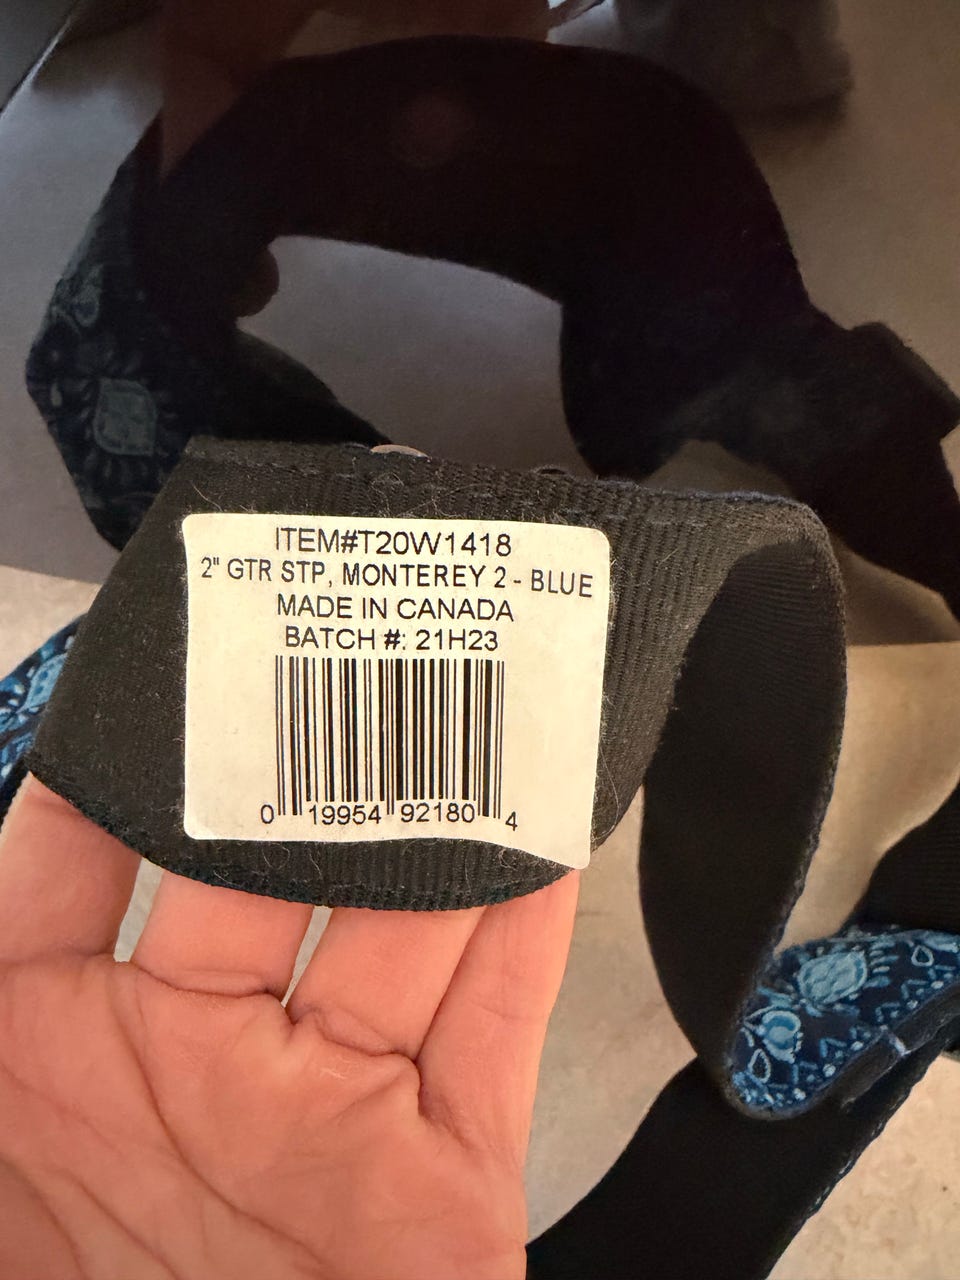 ITEM#T20W1418
2" GTR STP, MONTEREY 2 - BLUE
MADE IN CANADA
BATCH #: 21H23
0 19954 92180 4